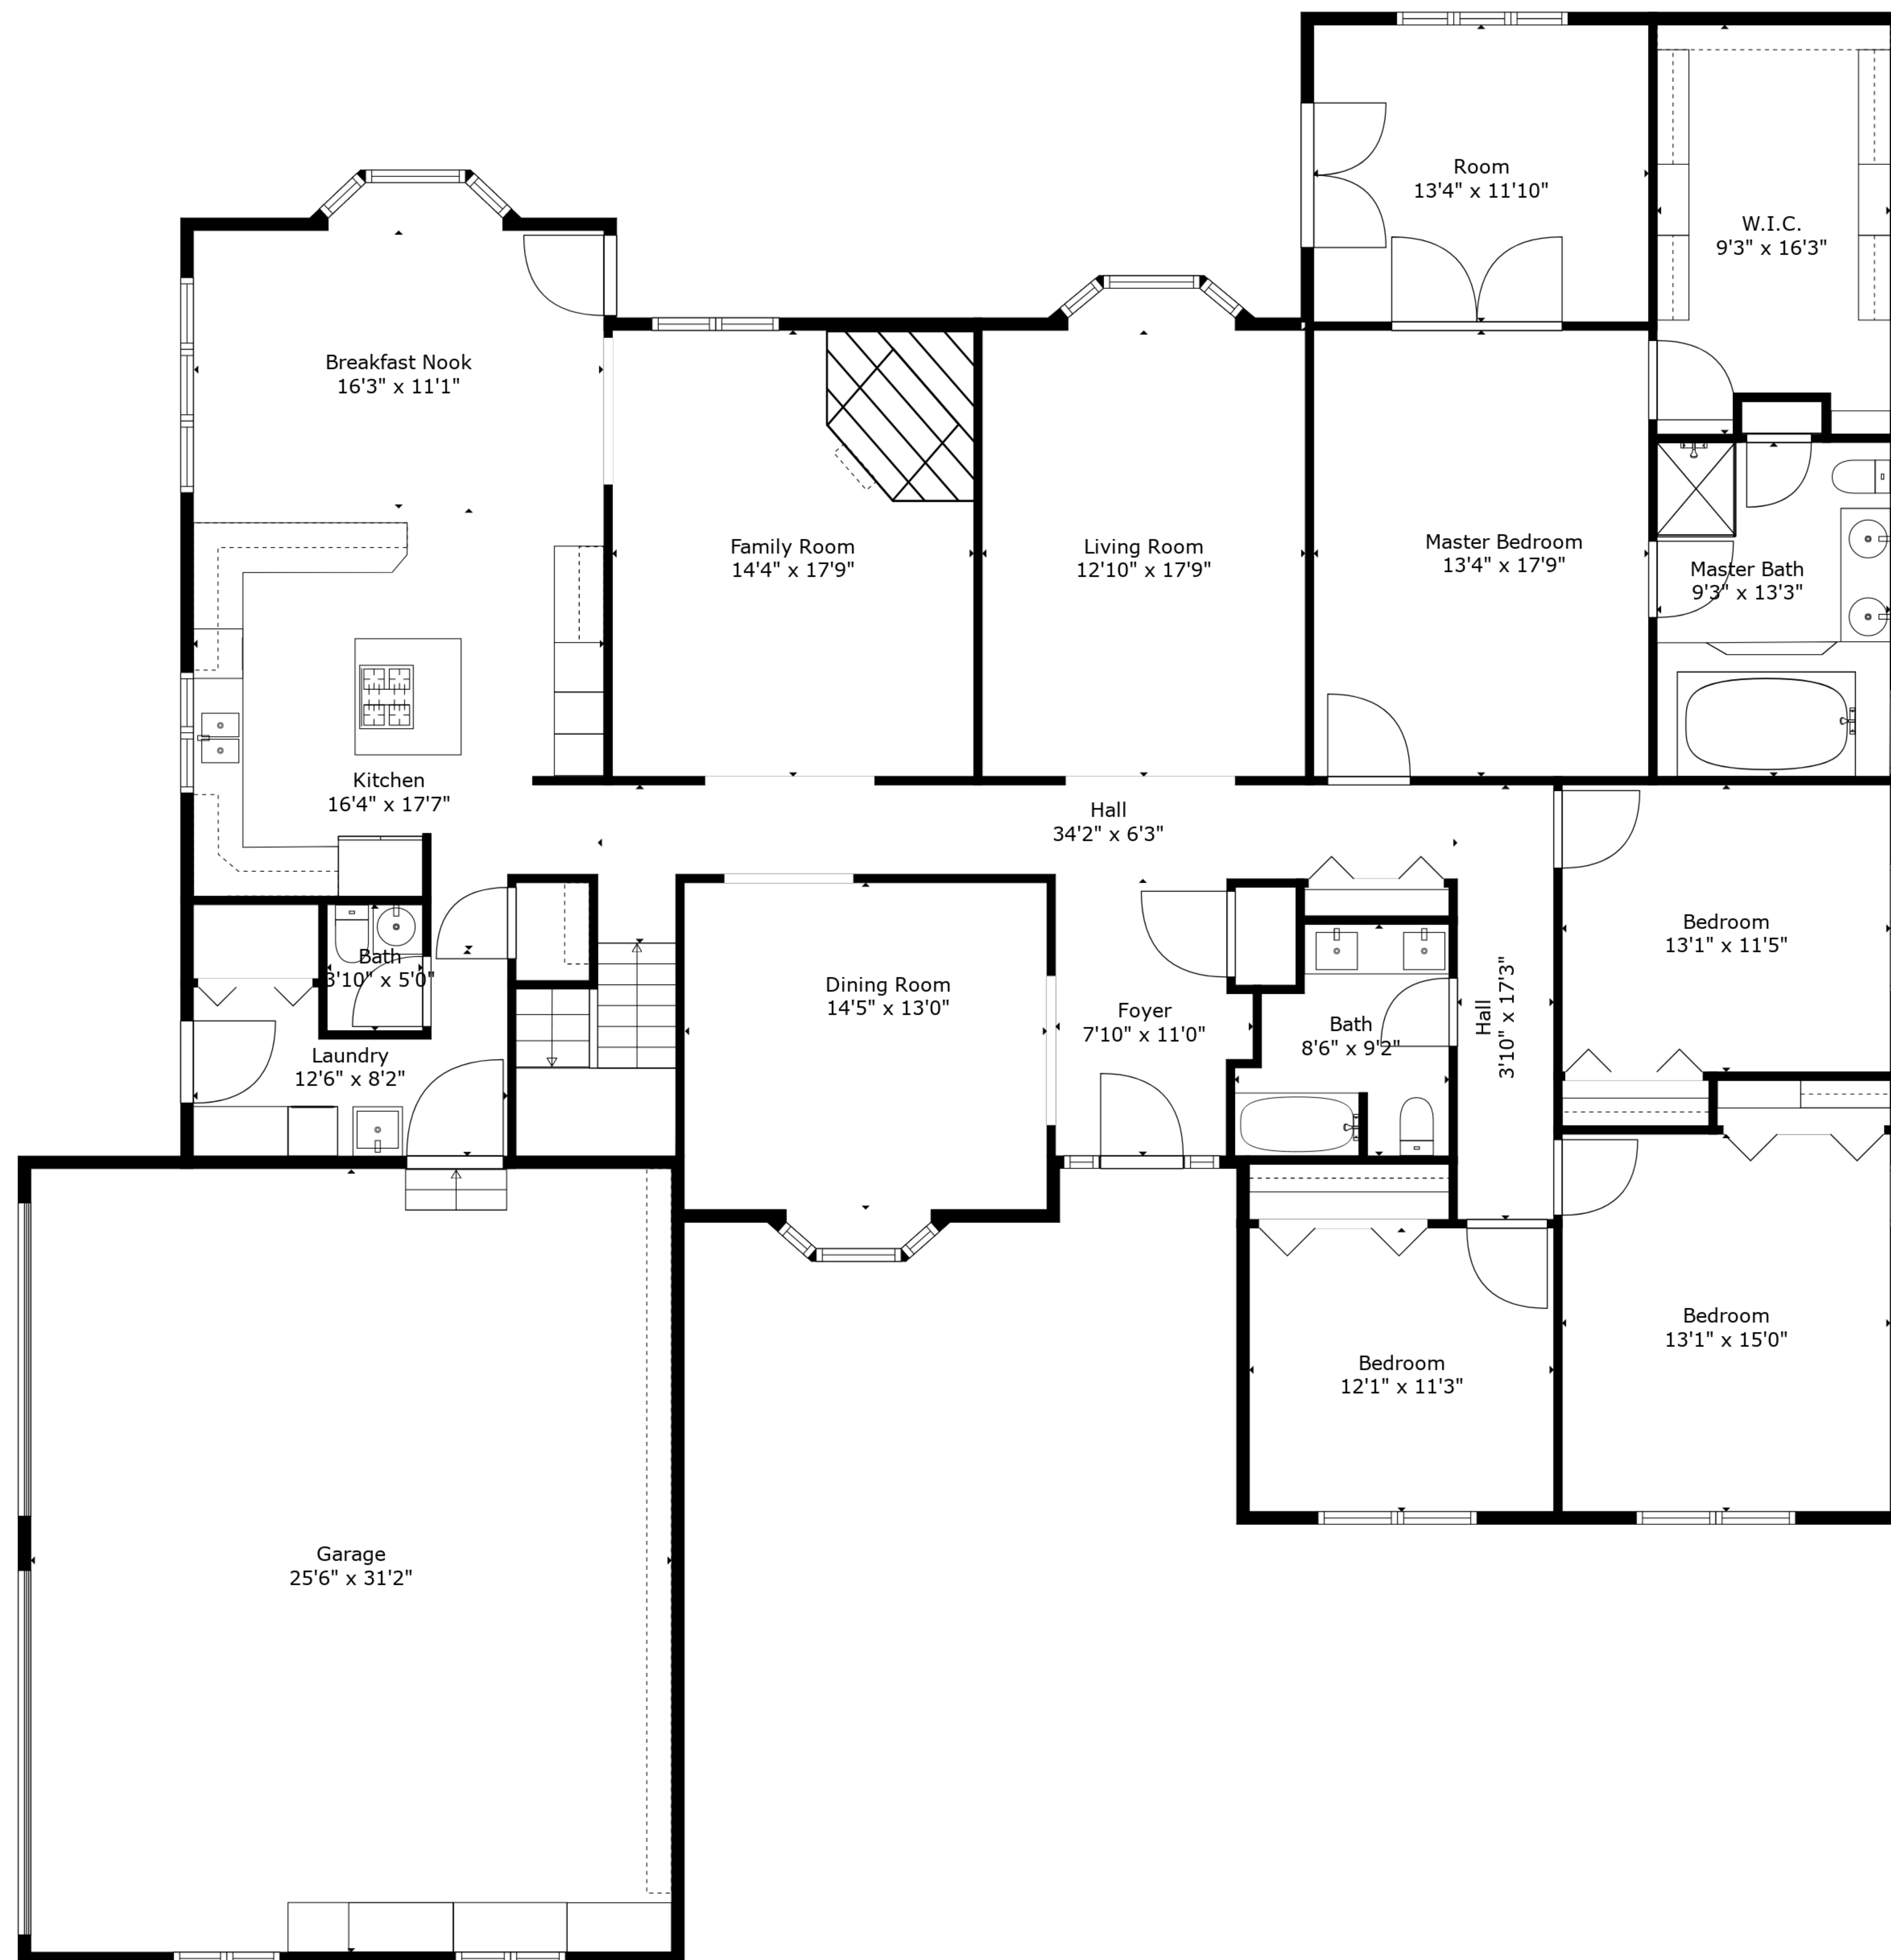 Room
13'4" x 11'10"
W.I.C.
9'3" x 16'3"
Breakfast Nook
16'3" x 11'1"
Family Room
14'4" x 17'9"
Living Room
12'10" x 17'9"
Master Bedroom
13'4" x 17'9"
Master Bath
9'3" x 13'3"
Kitchen
16'4" x 17'7"
Hall
34'2" x 6'3"
Bedroom
13'1" x 11'5"
Bath
3'10" x 5'0"
Dining Room
14'5" x 13'0"
Foyer
7'10" x 11'0"
Bath
8'6" x 9'2"
Hall
3'10" x 17'3"
Laundry
12'6" x 8'2"
Bedroom
13'1" x 15'0"
Bedroom
12'1" x 11'3"
Garage
25'6" x 31'2"